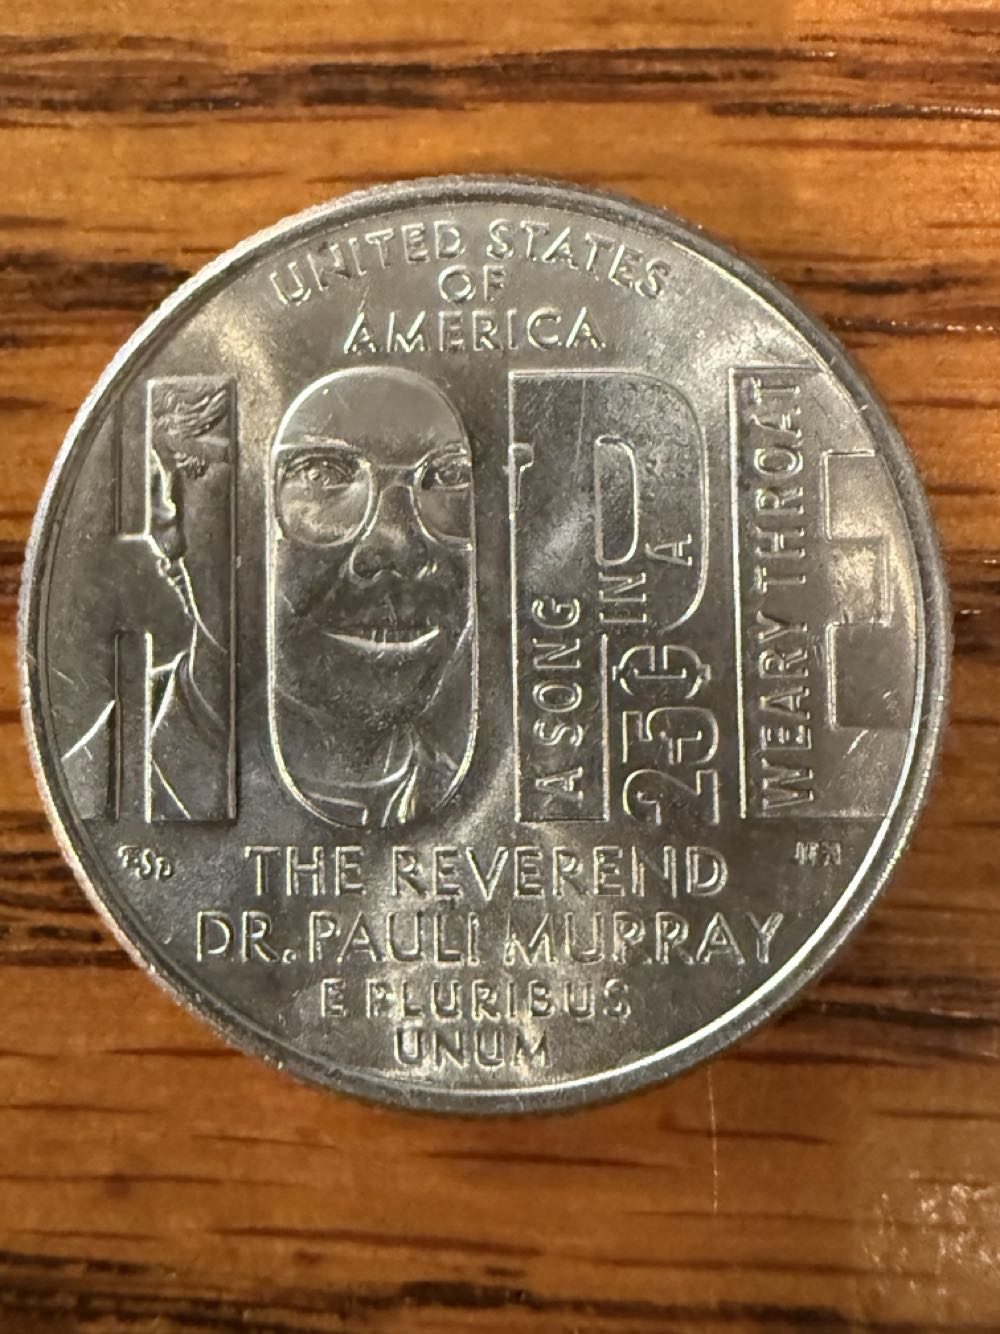 UNITED STATES
OF
AMERICA
HOPE
A SONG
IN A
WEARY THROAT
25¢
THE REVEREND
DR. PAULI MURRAY
E PLURIBUS
UNUM